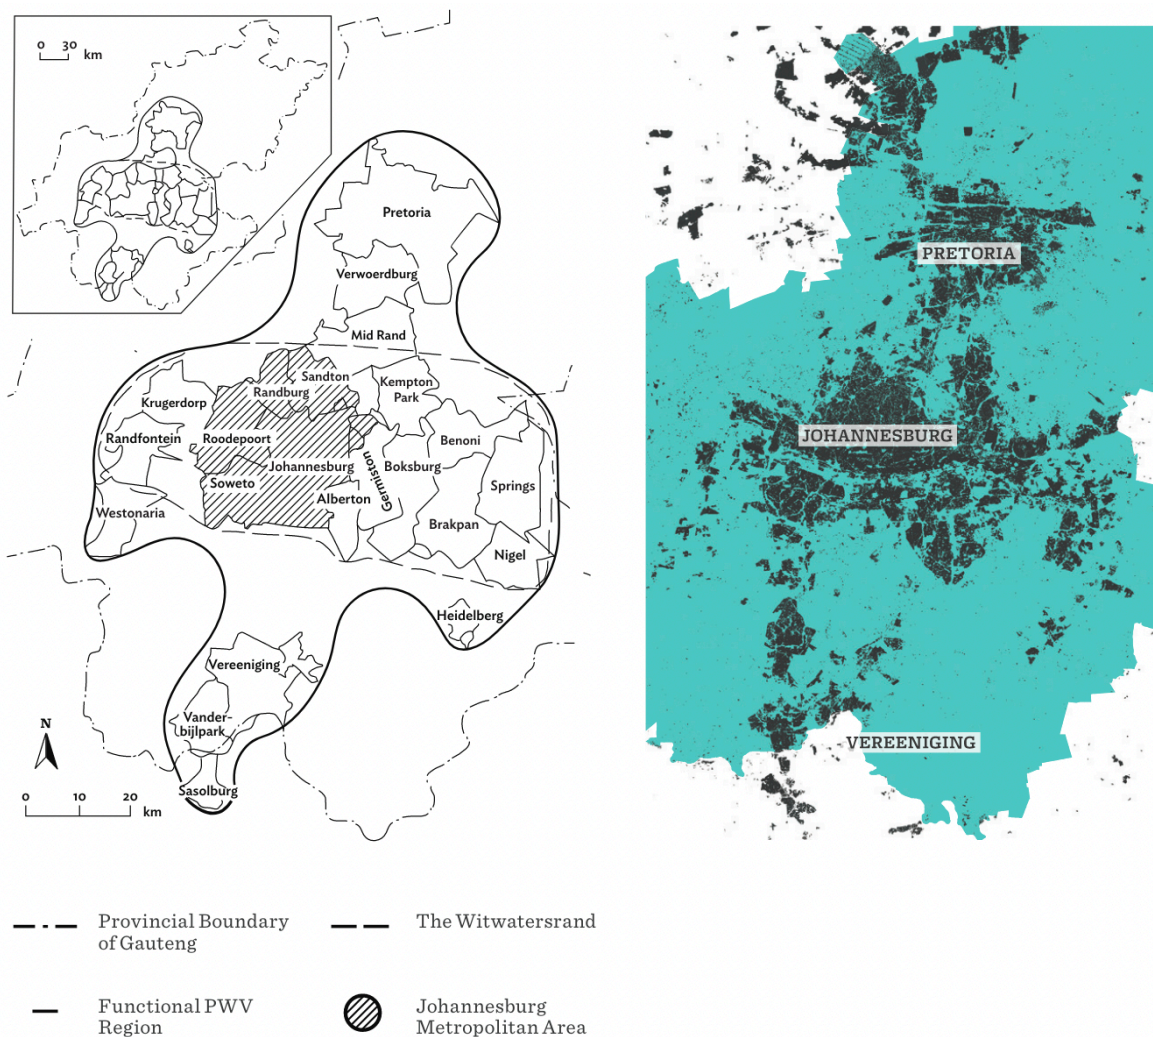 0 30
km
Pretoria
Verwoerdburg
Mid Rand
Sandton
Randburg
Kempton
Park
Krugerdorp
Randfontein
Roodepoort
Benoni
Johannesburg
Boksburg
Germiston
Soweto
Alberton
Springs
Westonaria
Brakpan
Nigel
Heidelberg
Vereeniging
Vander-
bijlpark
Sasolburg
N
0 10 20
km
PRETORIA
JOHANNESBURG
VEREENIGING
Provincial Boundary
of Gauteng
The Witwatersrand
Functional PWV
Region
Johannesburg
Metropolitan Area